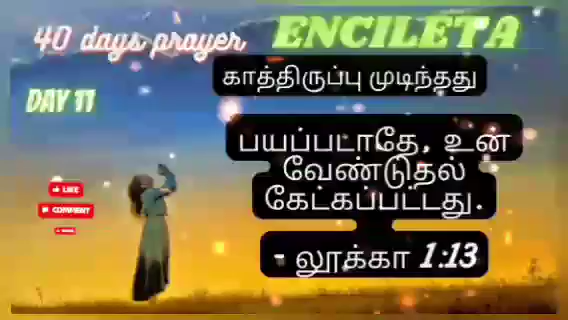 40 days prayer ENCILETA
காத்திருப்பு முடிந்தது
DAY 11
பயப்படாதே, உன்
வேண்டுதல்
கேட்கப்பட்டது.
- லூக்கா 1:13
LIKE
COMMENT